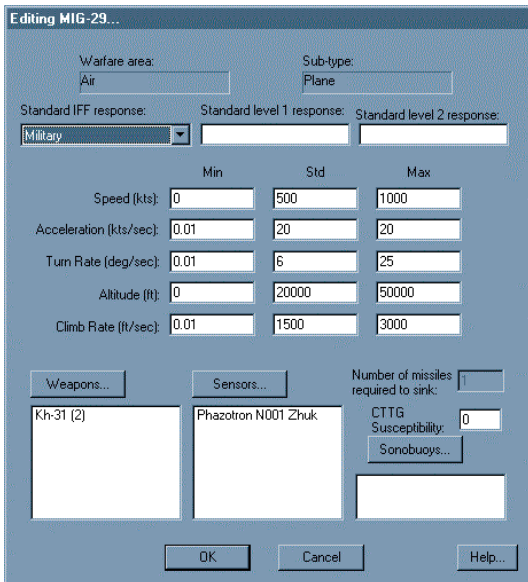 Editing MIG-29...
Warfare area: Sub-type:
Air Plane
Standard IFF response: Standard level 1 response: Standard level 2 response:
Military
Min Std Max
Speed (kts): 0 500 1000
Acceleration (kts/sec): 0.01 20 20
Turn Rate (deg/sec): 0.01 6 25
Altitude (ft): 0 20000 50000
Climb Rate (ft/sec): 0.01 1500 3000
Weapons... Sensors... Number of missiles
required to sink: 1
Kh-31 (2) Phazotron N001 Zhuk CTTG
Susceptibility: 0
Sonobuoys...
OK Cancel Help...